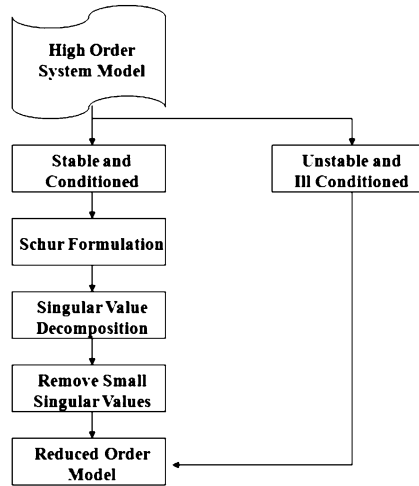 High Order
System Model
Stable and
Conditioned
Unstable and
Ill Conditioned
Schur Formulation
Singular Value
Decomposition
Remove Small
Singular Values
Reduced Order
Model